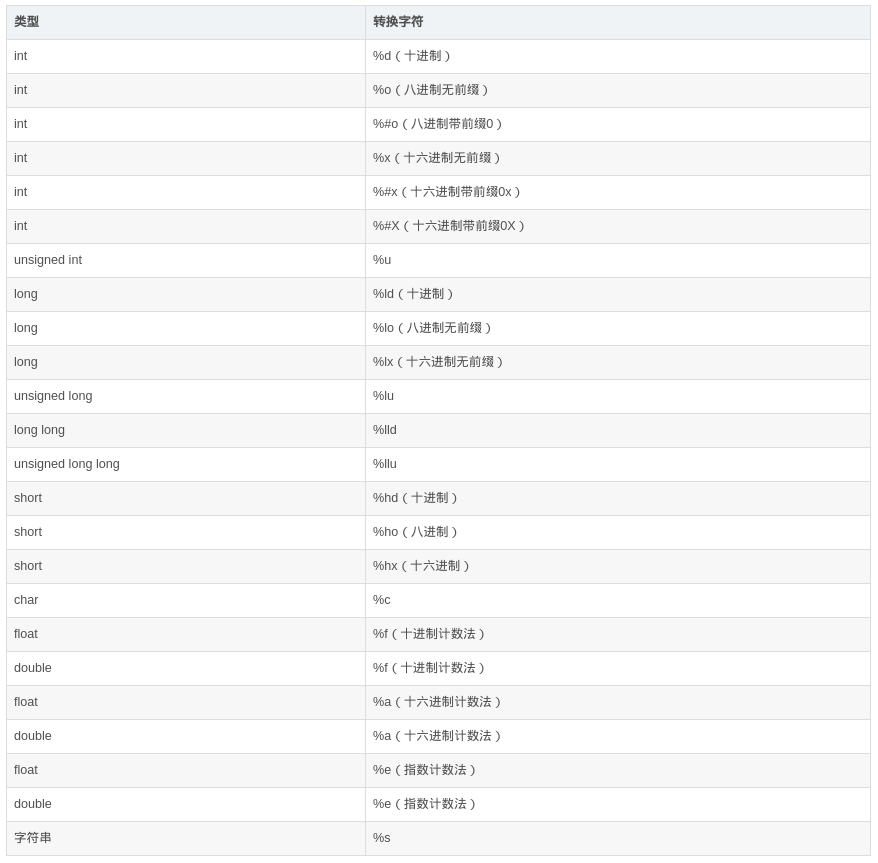 类型 转换字符
int %d（十进制）
int %o（八进制无前缀）
int %#o（八进制带前缀0）
int %x（十六进制无前缀）
int %#x（十六进制带前缀0x）
int %#X（十六进制带前缀0X）
unsigned int %u
long %ld（十进制）
long %lo（八进制无前缀）
long %lx（十六进制无前缀）
unsigned long %lu
long long %lld
unsigned long long %llu
short %hd（十进制）
short %ho（八进制）
short %hx（十六进制）
char %c
float %f（十进制计数法）
double %f（十进制计数法）
float %a（十六进制计数法）
double %a（十六进制计数法）
float %e（指数计数法）
double %e（指数计数法）
字符串 %s